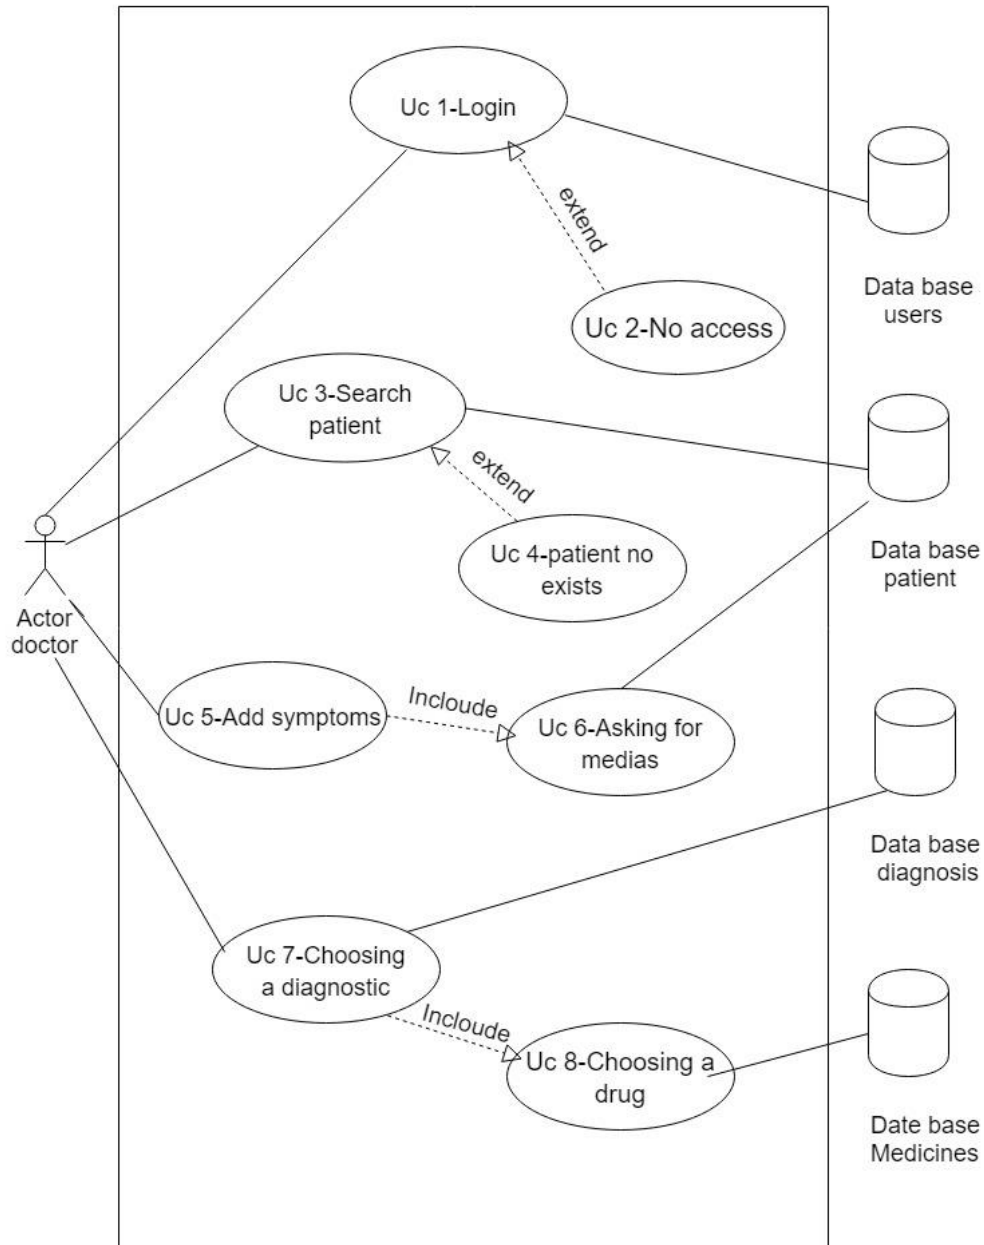 Uc 1-Login
extend
Uc 2-No access
Data base
users
Uc 3-Search
patient
extend
Uc 4-patient no
exists
Data base
patient
Actor
doctor
Uc 5-Add symptoms
Incloude
Uc 6-Asking for
medias
Data base
diagnosis
Uc 7-Choosing
a diagnostic
Incloude
Uc 8-Choosing a
drug
Date base
Medicines